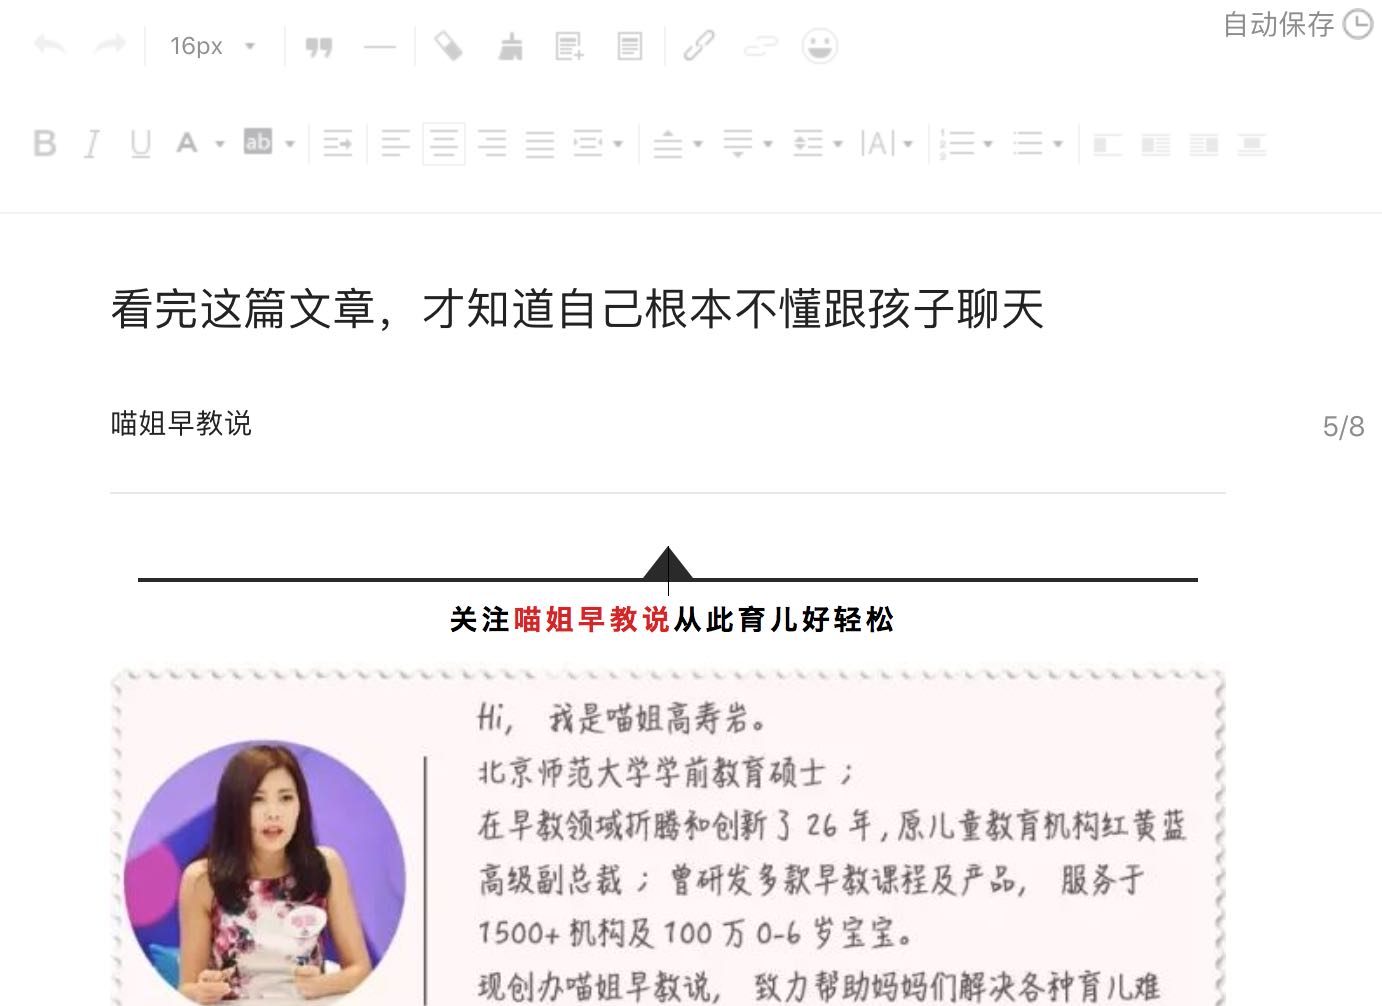 自动保存
16px
B I U A ab |A|
看完这篇文章，才知道自己根本不懂跟孩子聊天
喵姐早教说
5/8
关注喵姐早教说从此育儿好轻松
Hi, 我是喵姐高寿岩。
北京师范大学学前教育硕士；
在早教领域折腾和创新了26年,原儿童教育机构红黄蓝
高级副总裁；曾研发多款早教课程及产品, 服务于
1500+机构及100万0-6岁宝宝。
现创办喵姐早教说, 致力帮助妈妈们解决各种育儿难